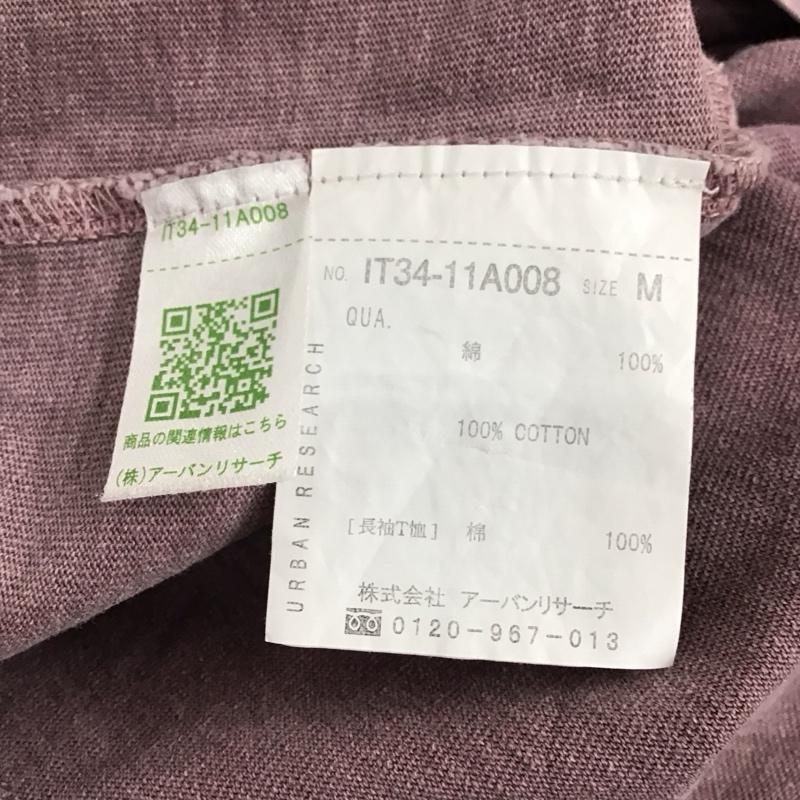 IT34-11A008
商品の関連情報はこちら
(株)アーバンリサーチ
URBAN RESEARCH
NO. IT34-11A008 SIZE M
QUA.
綿 100%
100% COTTON
[長袖T恤] 棉 100%
株式会社 アーバンリサーチ
0120-967-013